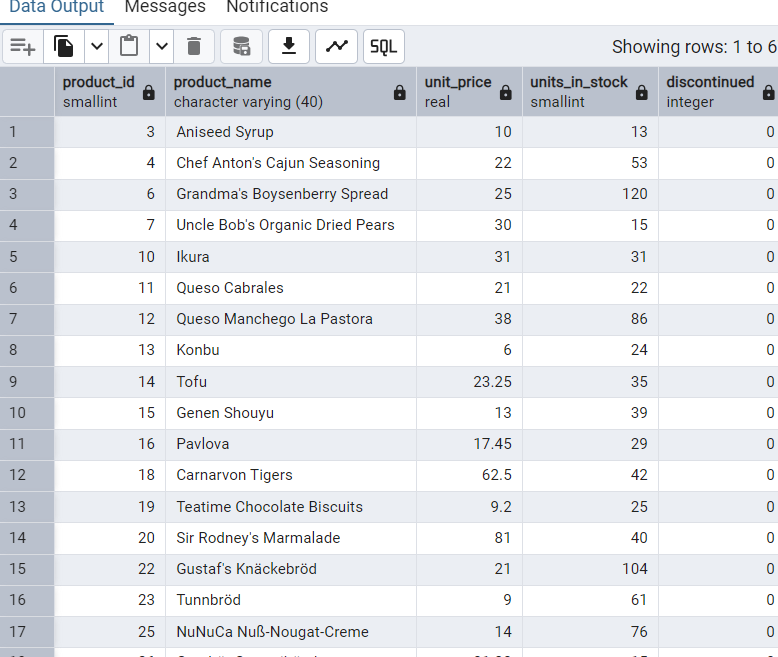 Data Output Messages Notifications
SQL Showing rows: 1 to 6
product_id product_name unit_price units_in_stock discontinued
smallint character varying (40) real smallint integer
1 3 Aniseed Syrup 10 13 0
2 4 Chef Anton's Cajun Seasoning 22 53 0
3 6 Grandma's Boysenberry Spread 25 120 0
4 7 Uncle Bob's Organic Dried Pears 30 15 0
5 10 Ikura 31 31 0
6 11 Queso Cabrales 21 22 0
7 12 Queso Manchego La Pastora 38 86 0
8 13 Konbu 6 24 0
9 14 Tofu 23.25 35 0
10 15 Genen Shouyu 13 39 0
11 16 Pavlova 17.45 29 0
12 18 Carnarvon Tigers 62.5 42 0
13 19 Teatime Chocolate Biscuits 9.2 25 0
14 20 Sir Rodney's Marmalade 81 40 0
15 22 Gustaf's Knäckebröd 21 104 0
16 23 Tunnbröd 9 61 0
17 25 NuNuCa Nuß-Nougat-Creme 14 76 0